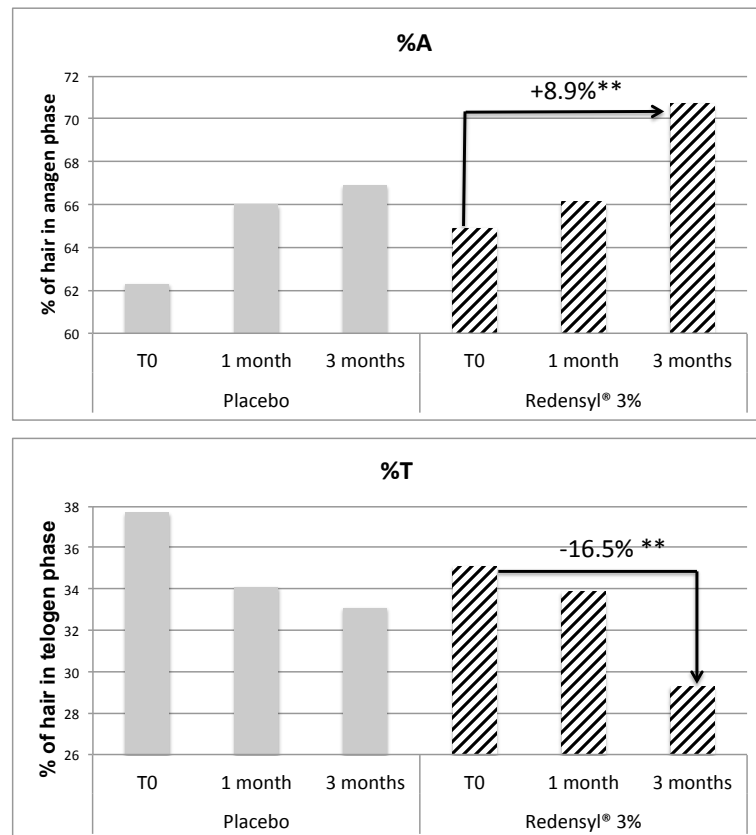 %A
% of hair in anagen phase
72
70
68
66
64
62
60
+8.9%**
T0 1 month 3 months T0 1 month 3 months
Placebo Redensyl® 3%
%T
% of hair in telogen phase
38
36
34
32
30
28
26
-16.5% **
T0 1 month 3 months T0 1 month 3 months
Placebo Redensyl® 3%